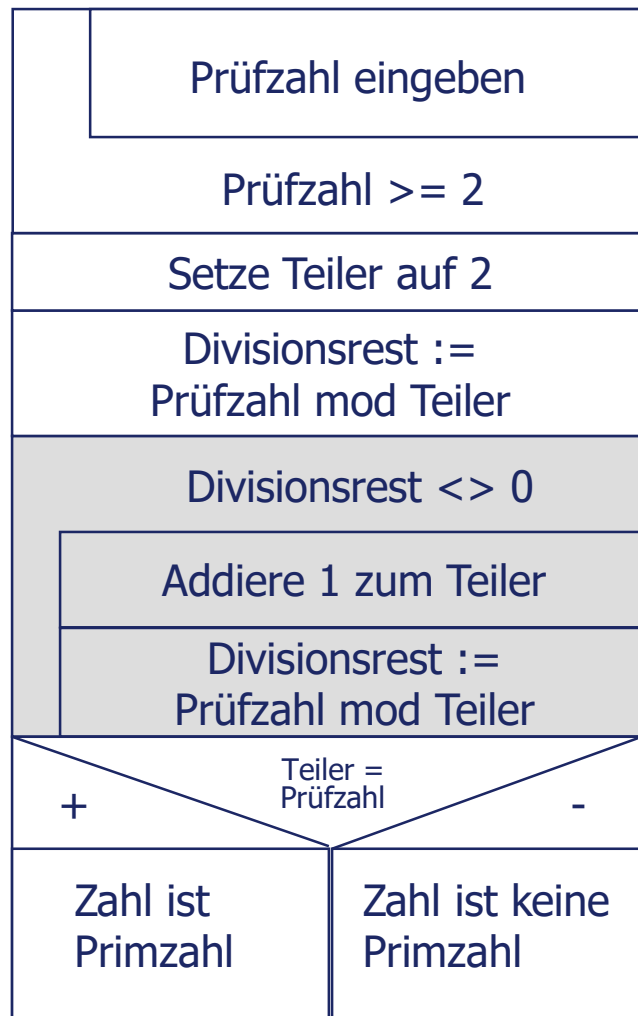 Prüfzahl eingeben
Prüfzahl >= 2
Setze Teiler auf 2
Divisionsrest :=
Prüfzahl mod Teiler
Divisionsrest <> 0
Addiere 1 zum Teiler
Divisionsrest :=
Prüfzahl mod Teiler
Teiler =
Prüfzahl
+
-
Zahl ist
Primzahl
Zahl ist keine
Primzahl